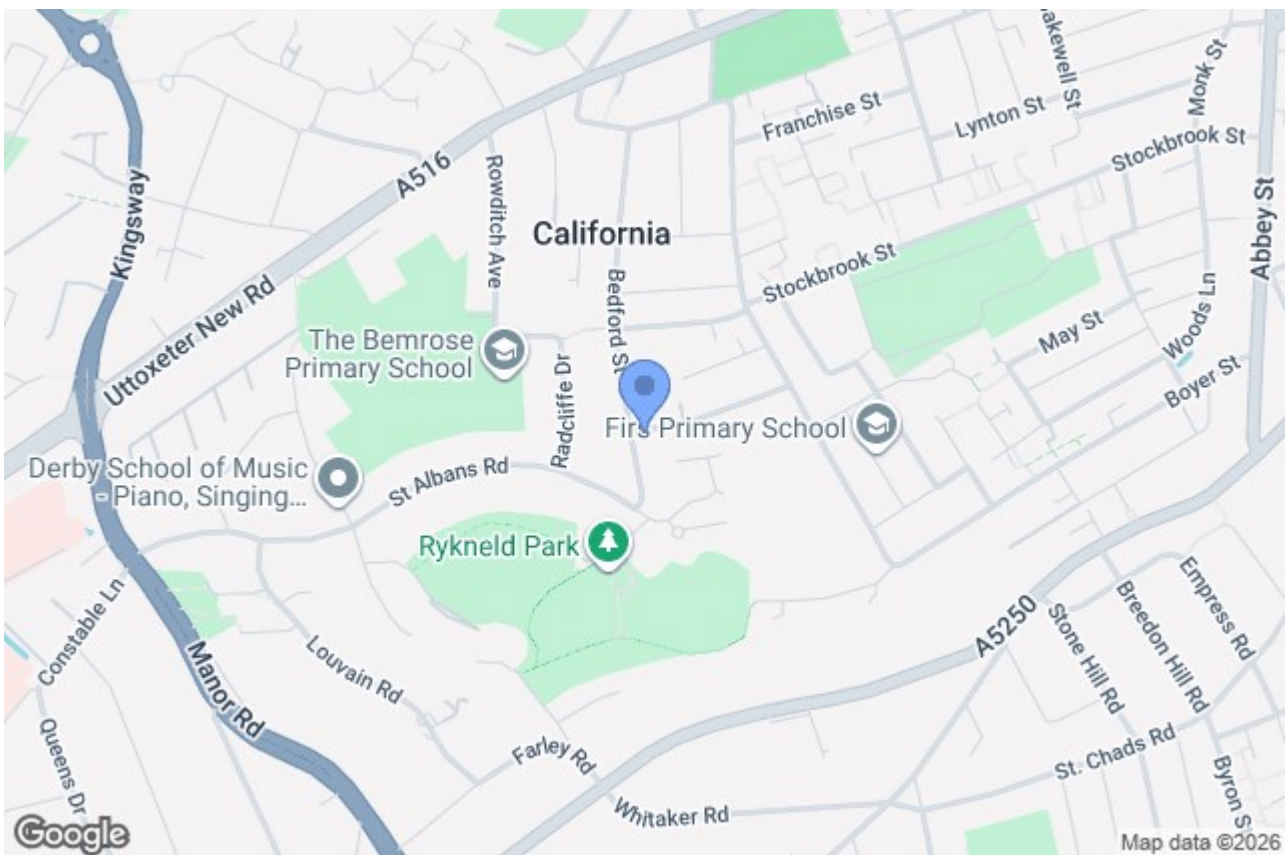 akewell St
Monk St
Franchise St
Lynton St
Stockbrook St
A516
Kingsway
Rowditch Ave
California
Abbey St
Bedford St
Stockbrook St
Uttoxeter New Rd
The Bemrose
Primary School
Radcliffe Dr
May St
Woods Ln
Boyer St
Firs Primary School
Derby School of Music
- Piano, Singing...
St Albans Rd
Rykneld Park
Constable Ln
Empress Rd
A5250
Breedon Hill Rd
Stone Hill Rd
Louvain Rd
Manor Rd
Queens Dr
Farley Rd
St. Chads Rd
Byron S
Whitaker Rd
Google
Map data ©2026